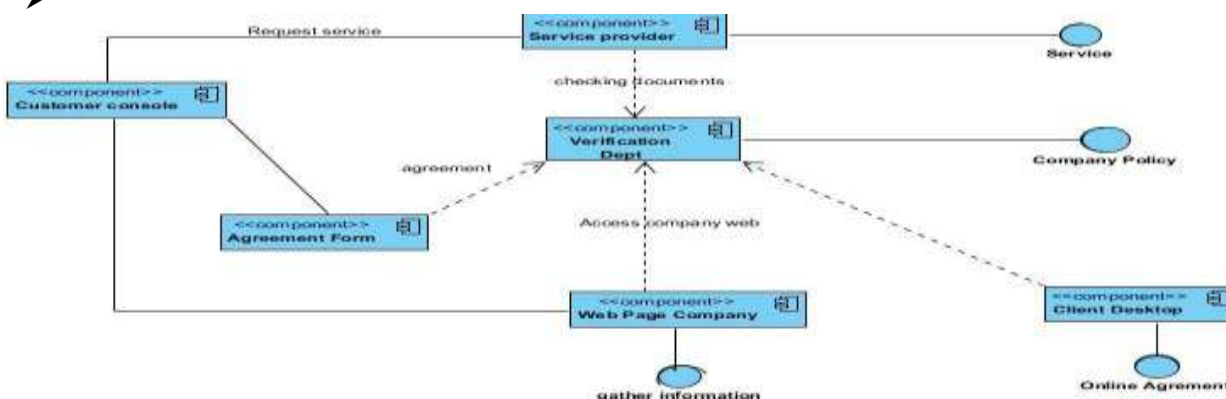 <<component>>
Service provider
Request service
Service
<<component>>
Customer console
checking documents
<<component>>
Verification
Dept
Company Policy
agreement
<<component>>
Agreement Form
Access company web
<<component>>
Web Page Company
<<component>>
Client Desktop
gather information
Online Agrement